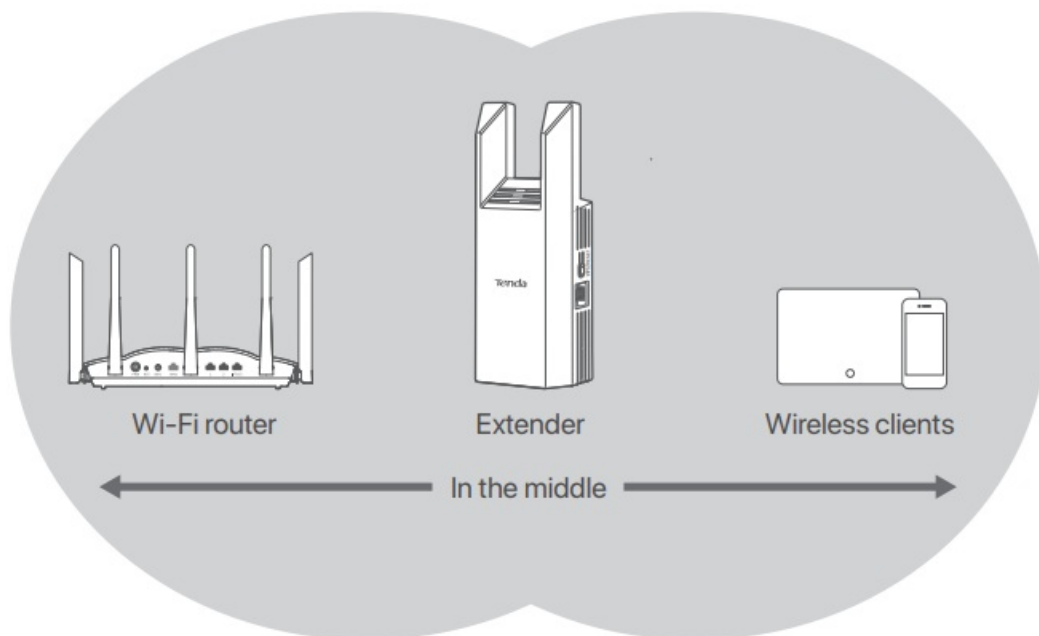 Tenda
Wi-Fi router
Extender
Wireless clients
In the middle